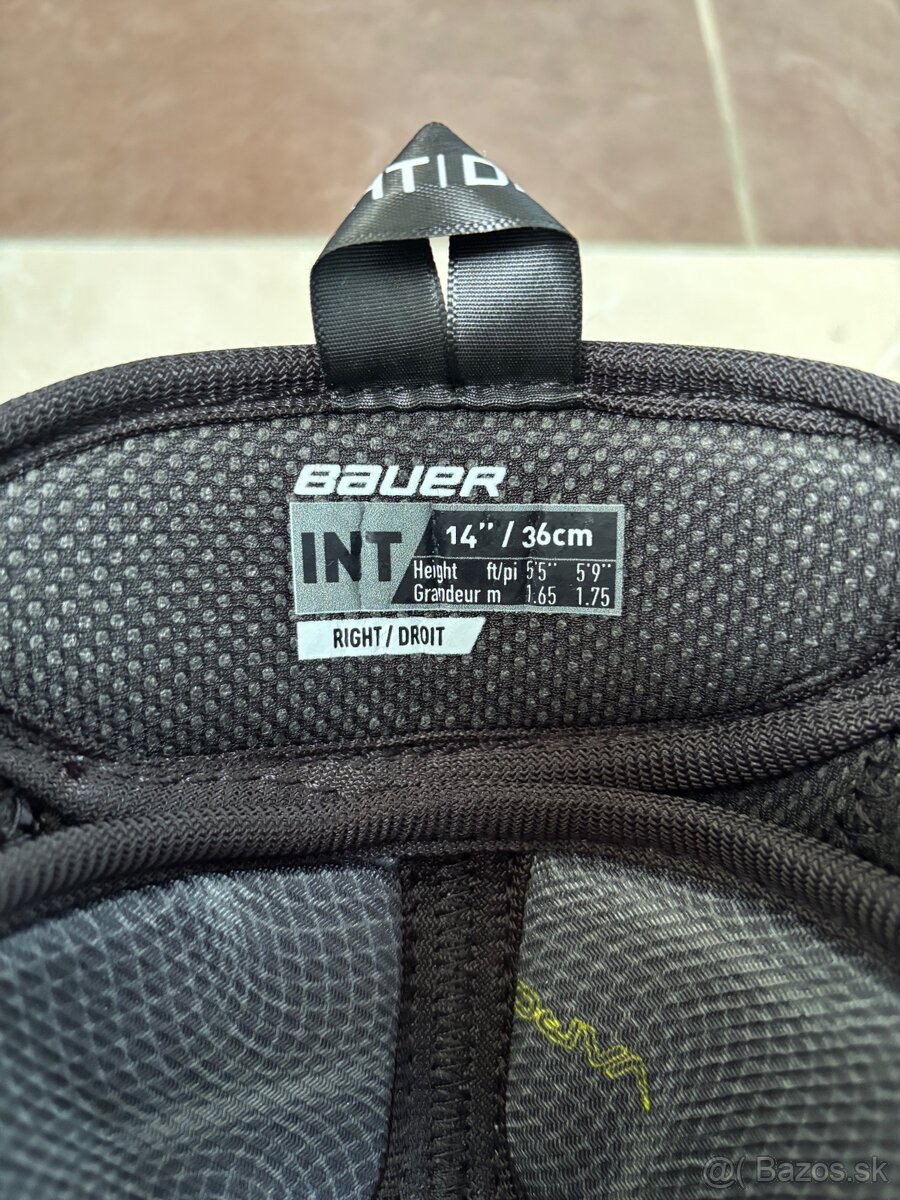 BAUER
INT 14" / 36cm
Height ft/pi 5'5" 5'9"
Grandeur m 1.65 1.75
RIGHT / DROIT
@( Bazos.sk